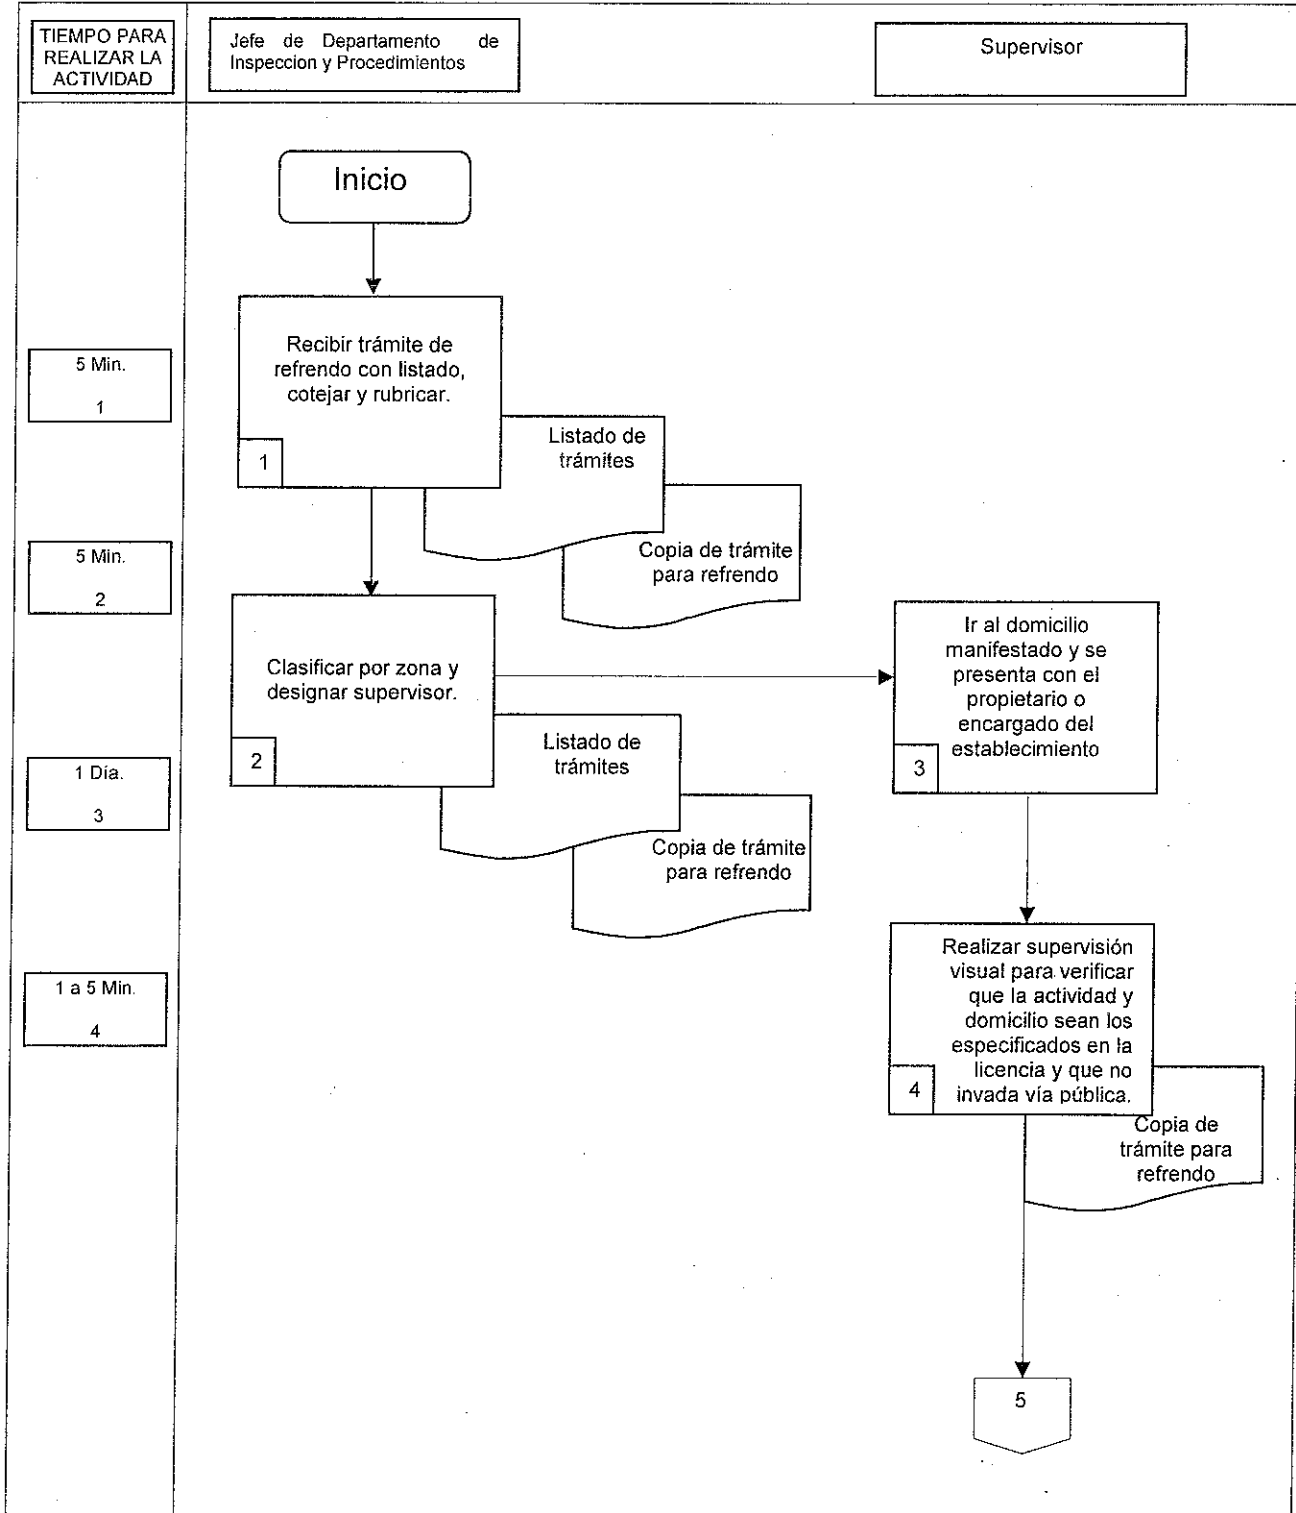 TIEMPO PARA
REALIZAR LA
ACTIVIDAD
Jefe de Departamento de
Inspeccion y Procedimientos
Supervisor
Inicio
5 Min.
1
Recibir trámite de
refrendo con listado,
cotejar y rubricar.
1
Listado de
trámites
Copia de trámite
para refrendo
5 Min.
2
Clasificar por zona y
designar supervisor.
2
Listado de
trámites
Copia de trámite
para refrendo
Ir al domicilio
manifestado y se
presenta con el
propietario o
encargado del
establecimiento
3
1 Día.
3
Realizar supervisión
visual para verificar
que la actividad y
domicilio sean los
especificados en la
licencia y que no
invada vía pública.
4
Copia de
trámite para
refrendo
1 a 5 Min.
4
5